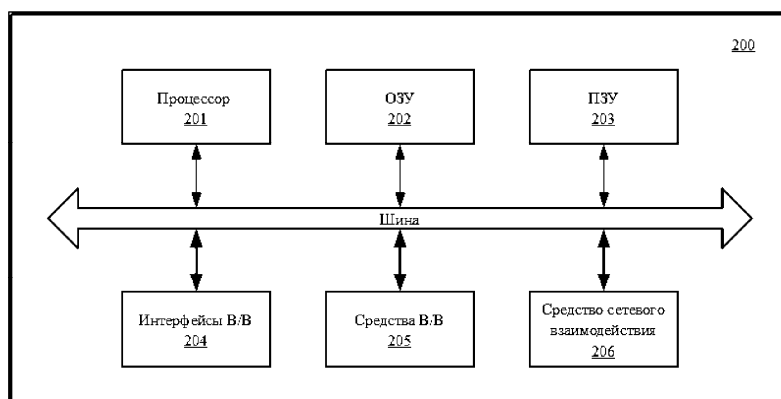 200
Процессор
201
ОЗУ
202
ПЗУ
203
Шина
Интерфейсы В/В
204
Средства В/В
205
Средство сетевого
взаимодействия
206